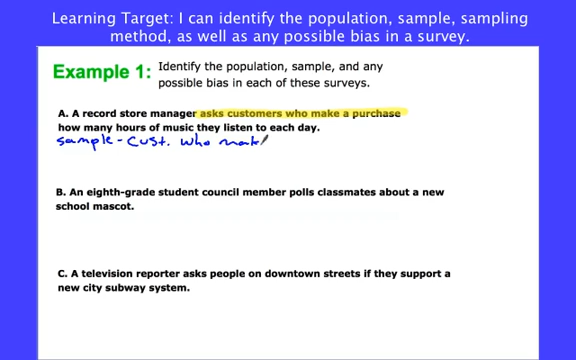 Learning Target: I can identify the population, sample, sampling
method, as well as any possible bias in a survey.
Example 1: Identify the population, sample, and any
possible bias in each of these surveys.
A. A record store manager asks customers who make a purchase
how many hours of music they listen to each day.
sample - cust. who mak
B. An eighth-grade student council member polls classmates about a new
school mascot.
C. A television reporter asks people on downtown streets if they support a
new city subway system.